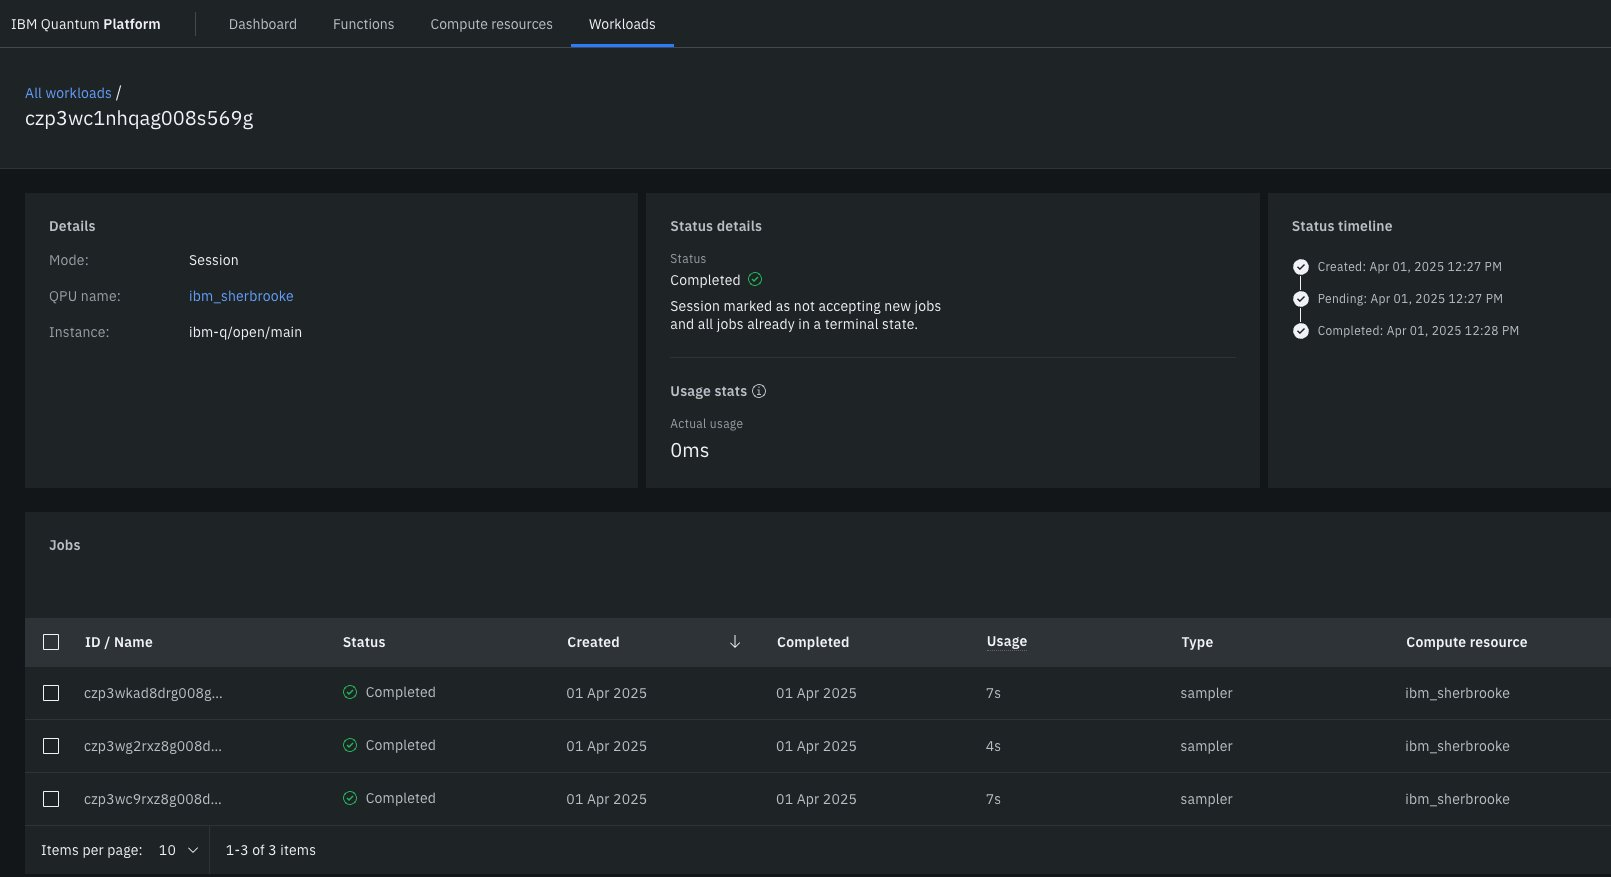 IBM Quantum Platform Dashboard Functions Compute resources Workloads
All workloads /
czp3wc1nhqag008s569g
Details
Mode: Session
QPU name: ibm_sherbrooke
Instance: ibm-q/open/main
Status details
Status
Completed
Session marked as not accepting new jobs
and all jobs already in a terminal state.
Usage stats
Actual usage
0ms
Status timeline
Created: Apr 01, 2025 12:27 PM
Pending: Apr 01, 2025 12:27 PM
Completed: Apr 01, 2025 12:28 PM
Jobs
ID / Name Status Created Completed Usage Type Compute resource
czp3wkad8drg008g... Completed 01 Apr 2025 01 Apr 2025 7s sampler ibm_sherbrooke
czp3wg2rxz8g008d... Completed 01 Apr 2025 01 Apr 2025 4s sampler ibm_sherbrooke
czp3wc9rxz8g008d... Completed 01 Apr 2025 01 Apr 2025 7s sampler ibm_sherbrooke
Items per page: 10 1-3 of 3 items